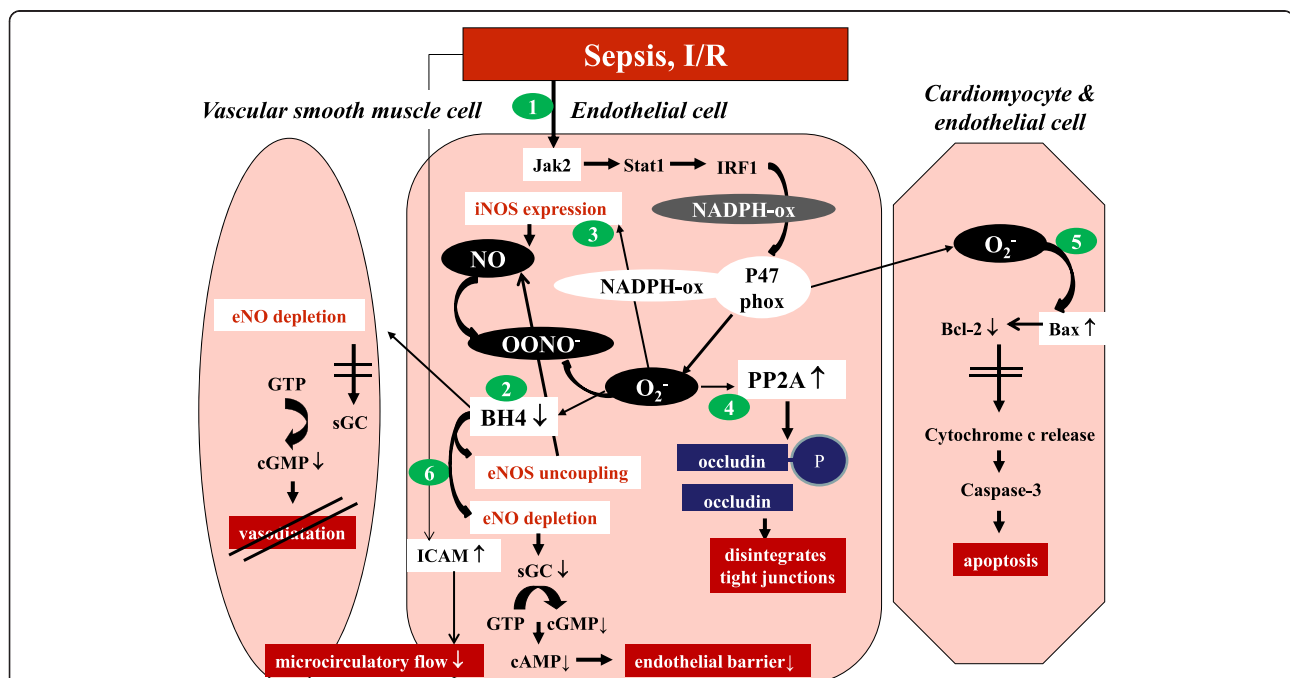 Sepsis, I/R
Vascular smooth muscle cell
1
Endothelial cell
Cardiomyocyte &
endothelial cell
Jak2
Stat1
IRF1
NADPH-ox
iNOS expression
3
NO
NADPH-ox
P47
phox
OONO-
O2-
2
BH4 ↓
4
PP2A ↑
occludin
P
occludin
disintegrates
tight junctions
6
eNOS uncoupling
eNO depletion
ICAM ↑
sGC ↓
GTP
cGMP↓
cAMP↓
endothelial barrier↓
microcirculatory flow ↓
eNO depletion
GTP
sGC
cGMP ↓
vasodiatation
O2-
5
Bcl-2 ↓
Bax ↑
Cytochrome c release
Caspase-3
apoptosis